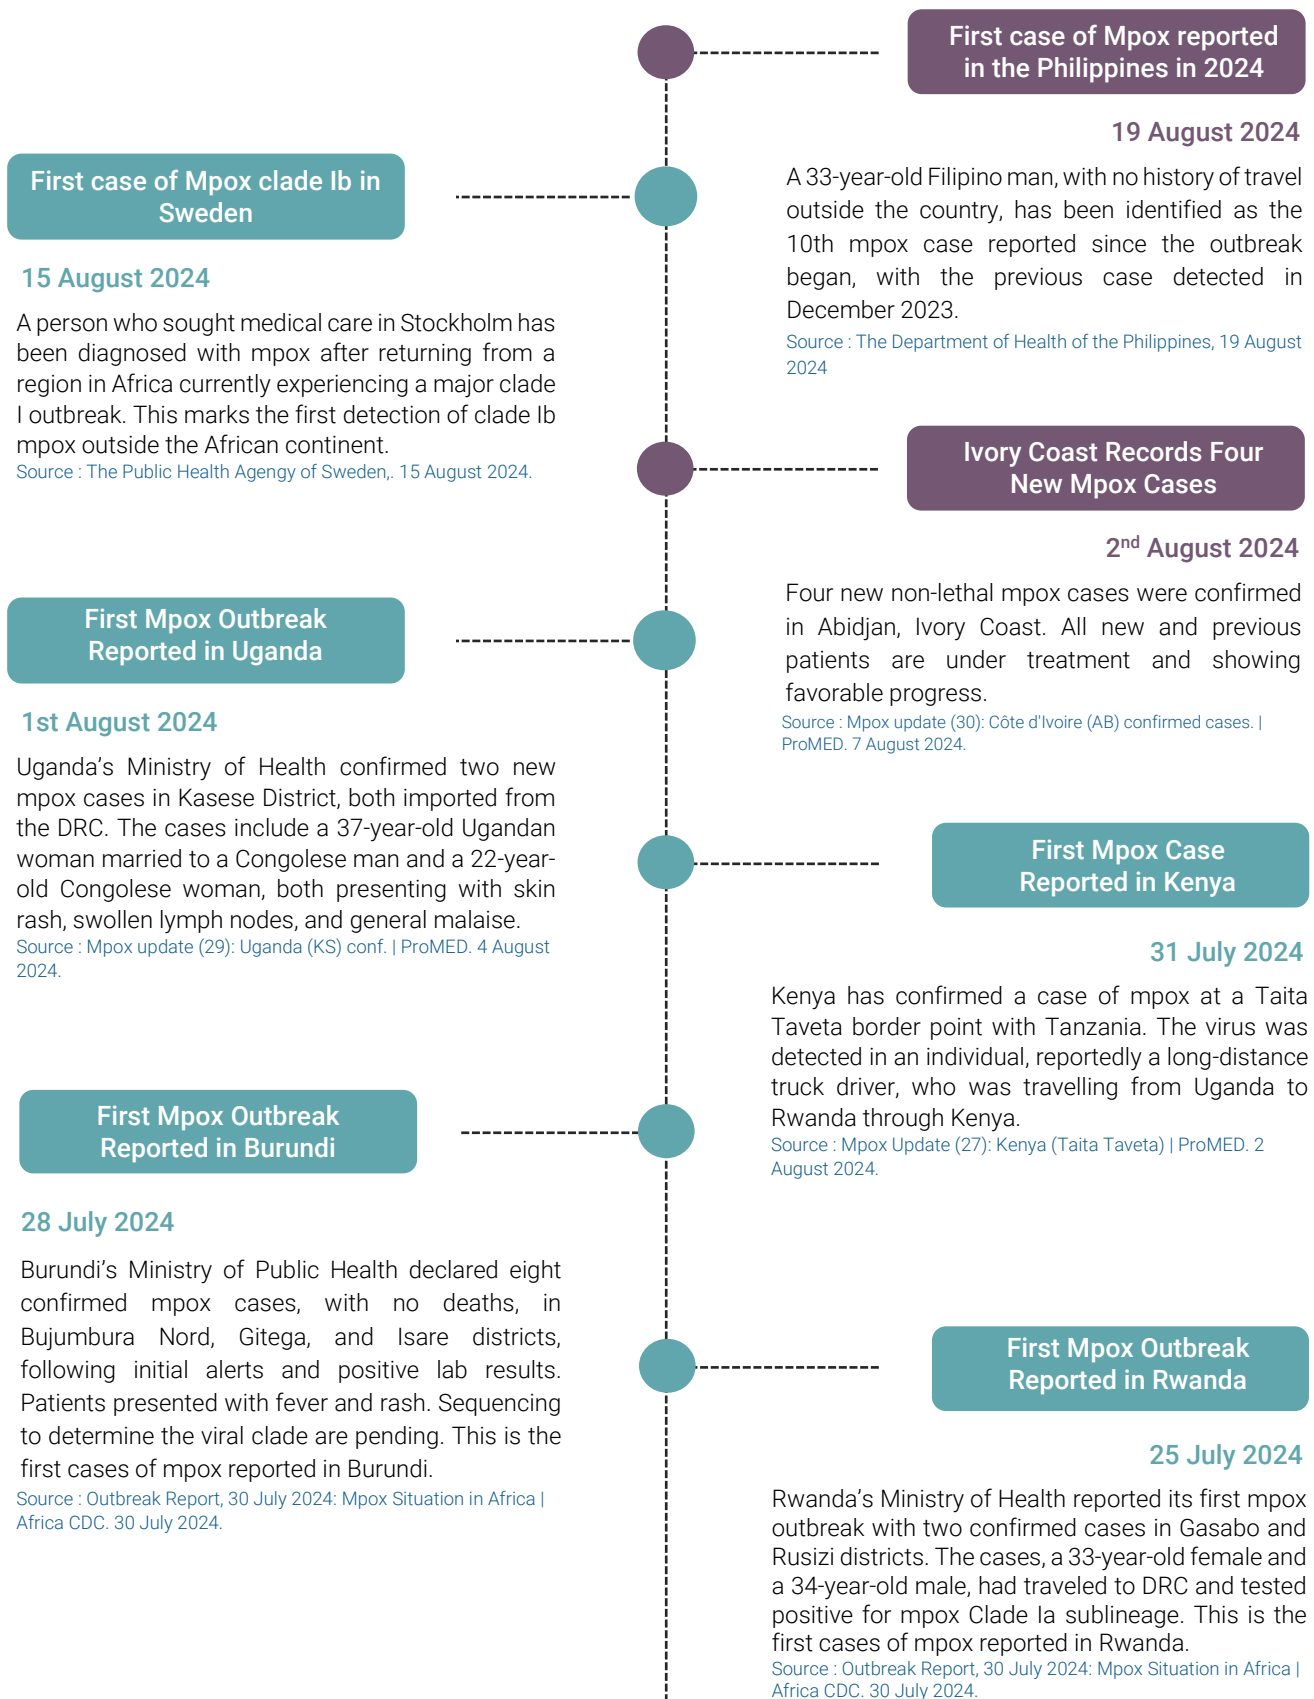 First case of Mpox reported
in the Philippines in 2024
19 August 2024
A 33-year-old Filipino man, with no history of travel
outside the country, has been identified as the
10th mpox case reported since the outbreak
began, with the previous case detected in
December 2023.
Source : The Department of Health of the Philippines, 19 August
2024
First case of Mpox clade Ib in
Sweden
15 August 2024
A person who sought medical care in Stockholm has
been diagnosed with mpox after returning from a
region in Africa currently experiencing a major clade
I outbreak. This marks the first detection of clade Ib
mpox outside the African continent.
Source : The Public Health Agengy of Sweden,. 15 August 2024.
Ivory Coast Records Four
New Mpox Cases
2nd August 2024
Four new non-lethal mpox cases were confirmed
in Abidjan, Ivory Coast. All new and previous
patients are under treatment and showing
favorable progress.
Source : Mpox update (30): Côte d'Ivoire (AB) confirmed cases. |
ProMED. 7 August 2024.
First Mpox Outbreak
Reported in Uganda
1st August 2024
Uganda’s Ministry of Health confirmed two new
mpox cases in Kasese District, both imported from
the DRC. The cases include a 37-year-old Ugandan
woman married to a Congolese man and a 22-year-
old Congolese woman, both presenting with skin
rash, swollen lymph nodes, and general malaise.
Source : Mpox update (29): Uganda (KS) conf. | ProMED. 4 August
2024.
First Mpox Case
Reported in Kenya
31 July 2024
Kenya has confirmed a case of mpox at a Taita
Taveta border point with Tanzania. The virus was
detected in an individual, reportedly a long-distance
truck driver, who was travelling from Uganda to
Rwanda through Kenya.
Source : Mpox Update (27): Kenya (Taita Taveta) | ProMED. 2
August 2024.
First Mpox Outbreak
Reported in Burundi
28 July 2024
Burundi’s Ministry of Public Health declared eight
confirmed mpox cases, with no deaths, in
Bujumbura Nord, Gitega, and Isare districts,
following initial alerts and positive lab results.
Patients presented with fever and rash. Sequencing
to determine the viral clade are pending. This is the
first cases of mpox reported in Burundi.
Source : Outbreak Report, 30 July 2024: Mpox Situation in Africa |
Africa CDC. 30 July 2024.
First Mpox Outbreak
Reported in Rwanda
25 July 2024
Rwanda’s Ministry of Health reported its first mpox
outbreak with two confirmed cases in Gasabo and
Rusizi districts. The cases, a 33-year-old female and
a 34-year-old male, had traveled to DRC and tested
positive for mpox Clade Ia sublineage. This is the
first cases of mpox reported in Rwanda.
Source : Outbreak Report, 30 July 2024: Mpox Situation in Africa |
Africa CDC. 30 July 2024.